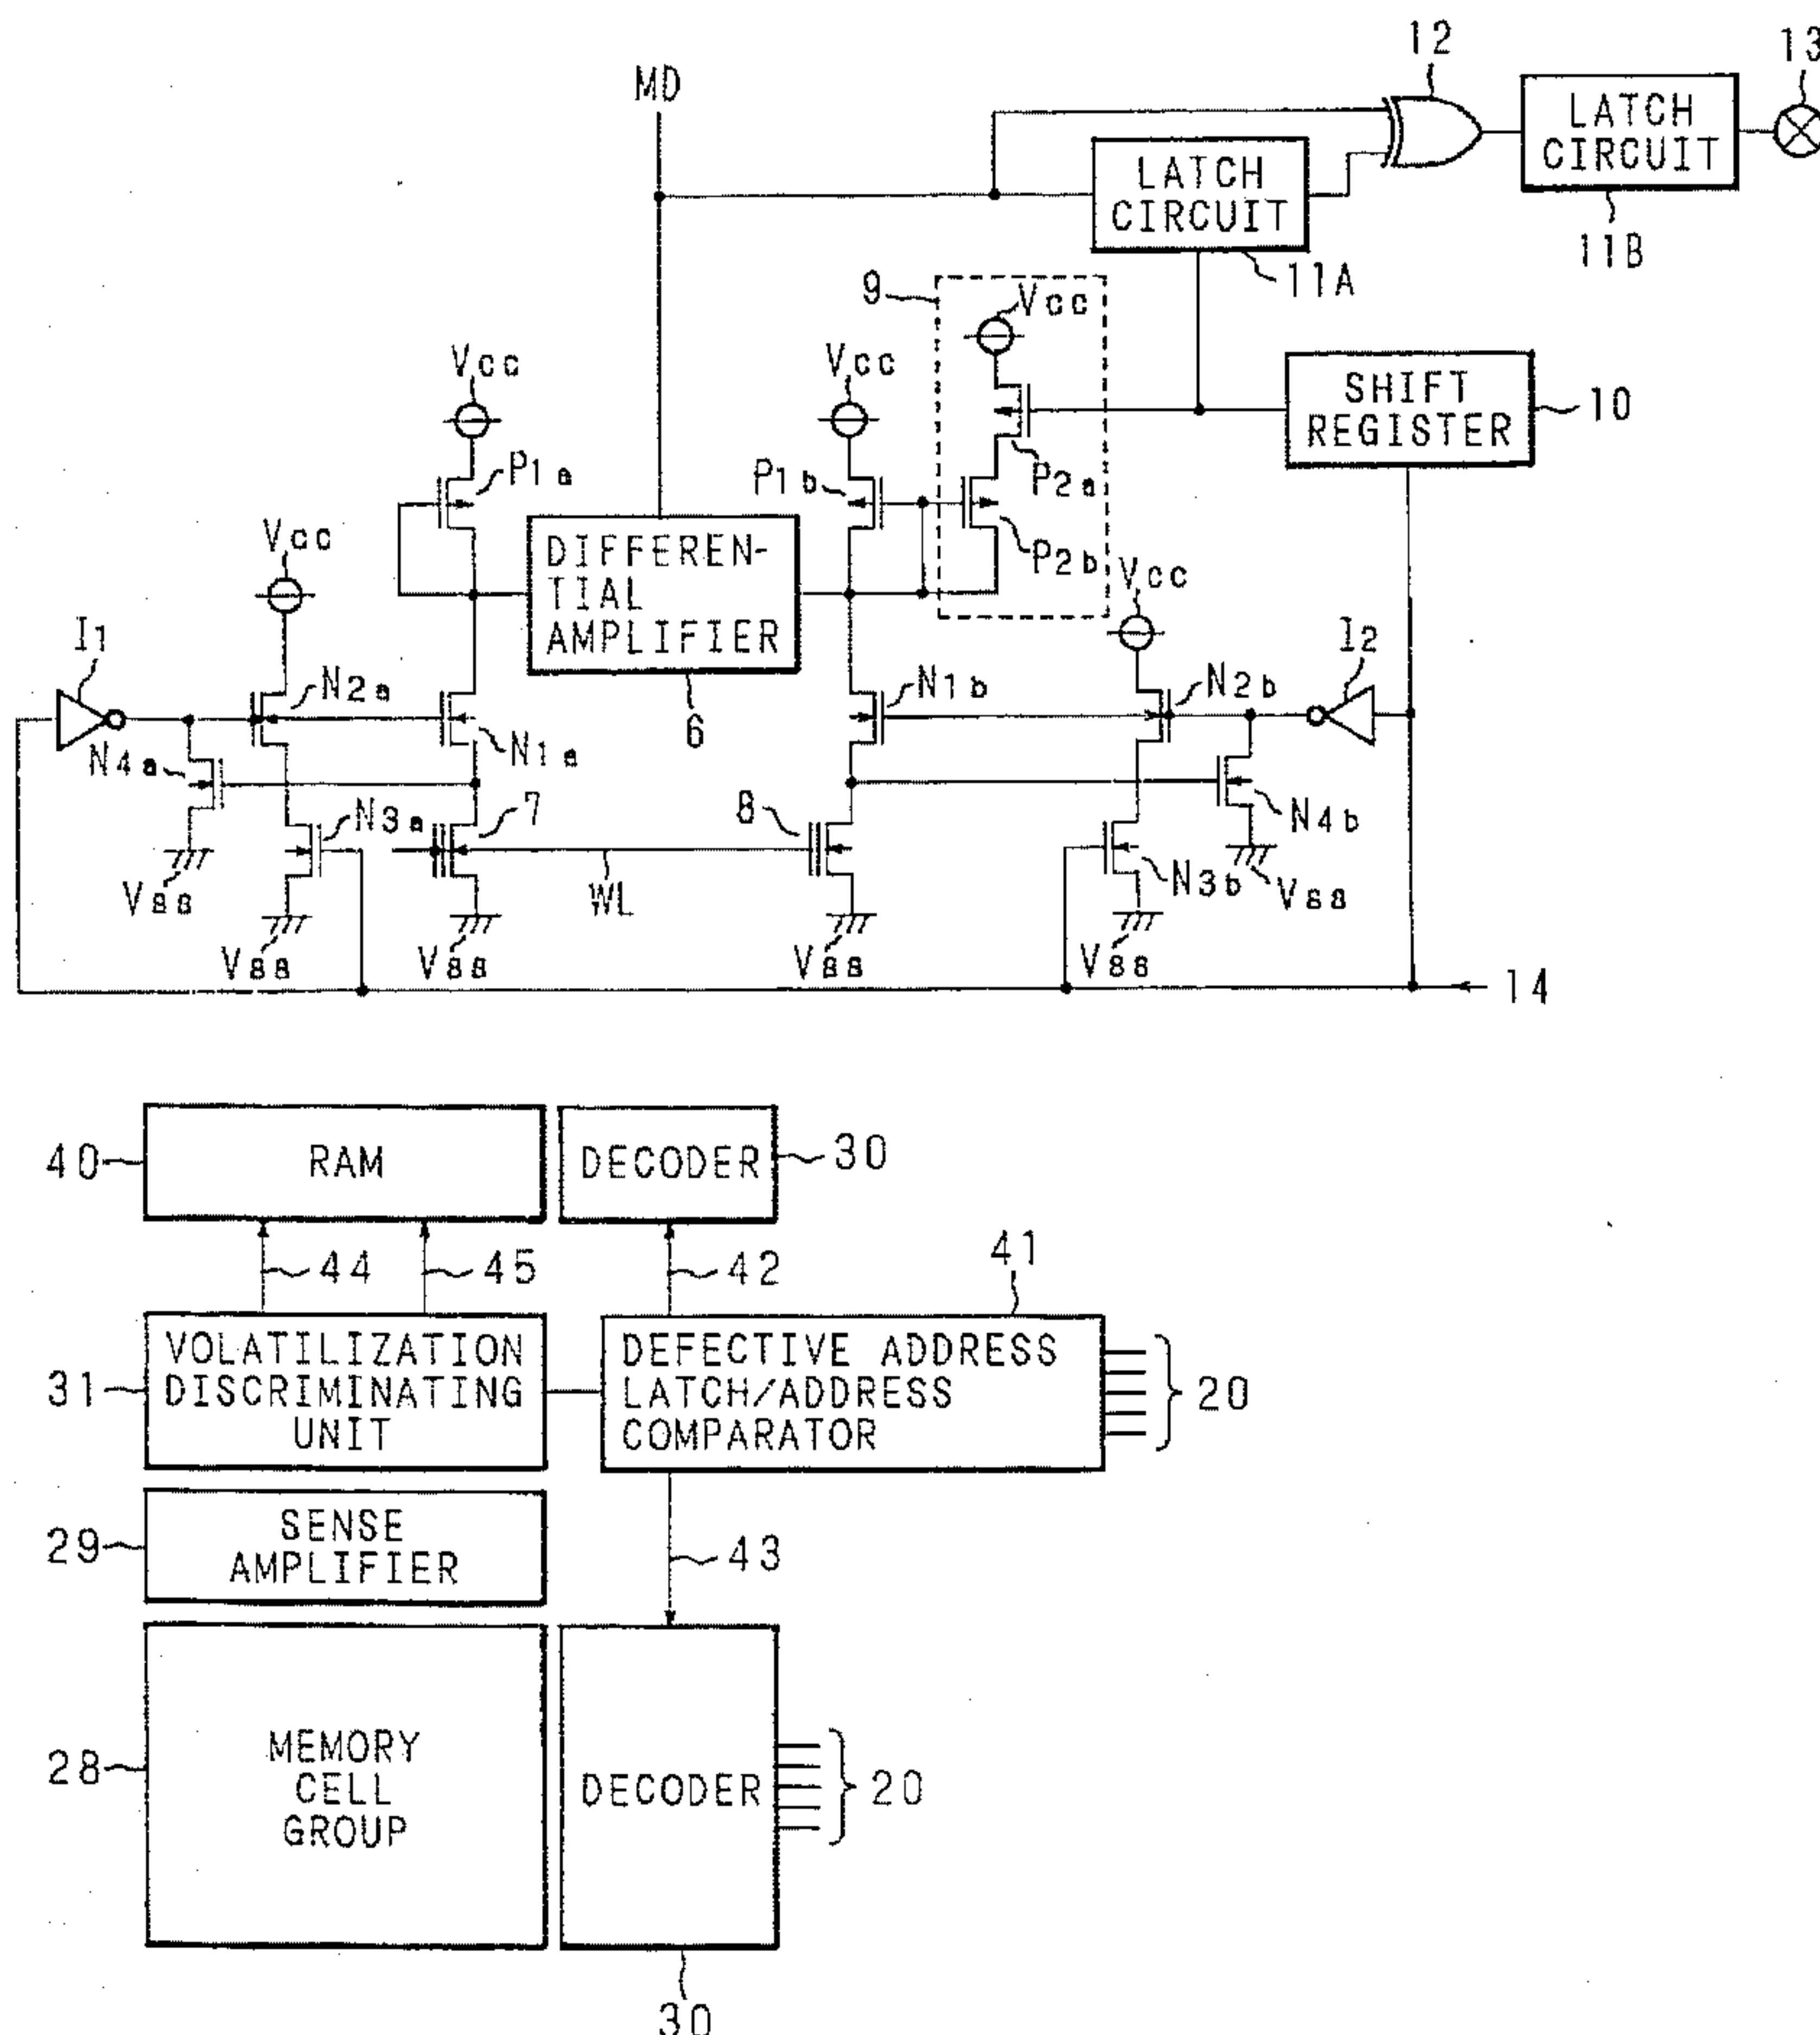 12
13
MD
LATCH
CIRCUIT
11B
LATCH
CIRCUIT
11A
9
Vcc
Vcc
Vcc
SHIFT
REGISTER
10
P1a
P1b
P2a
P2b
Vcc
DIFFEREN-
TIAL
AMPLIFIER
6
Vcc
I1
I2
N2a
N1a
N1b
N2b
N4a
N3a
7
8
N4b
N3b
WL
Vss
Vss
Vss
Vss
Vss
Vss
14
40
RAM
DECODER
30
44
45
42
41
31
VOLATILIZATION
DISCRIMINATING
UNIT
DEFECTIVE ADDRESS
LATCH/ADDRESS
COMPARATOR
20
29
SENSE
AMPLIFIER
43
28
MEMORY
CELL
GROUP
DECODER
20
30